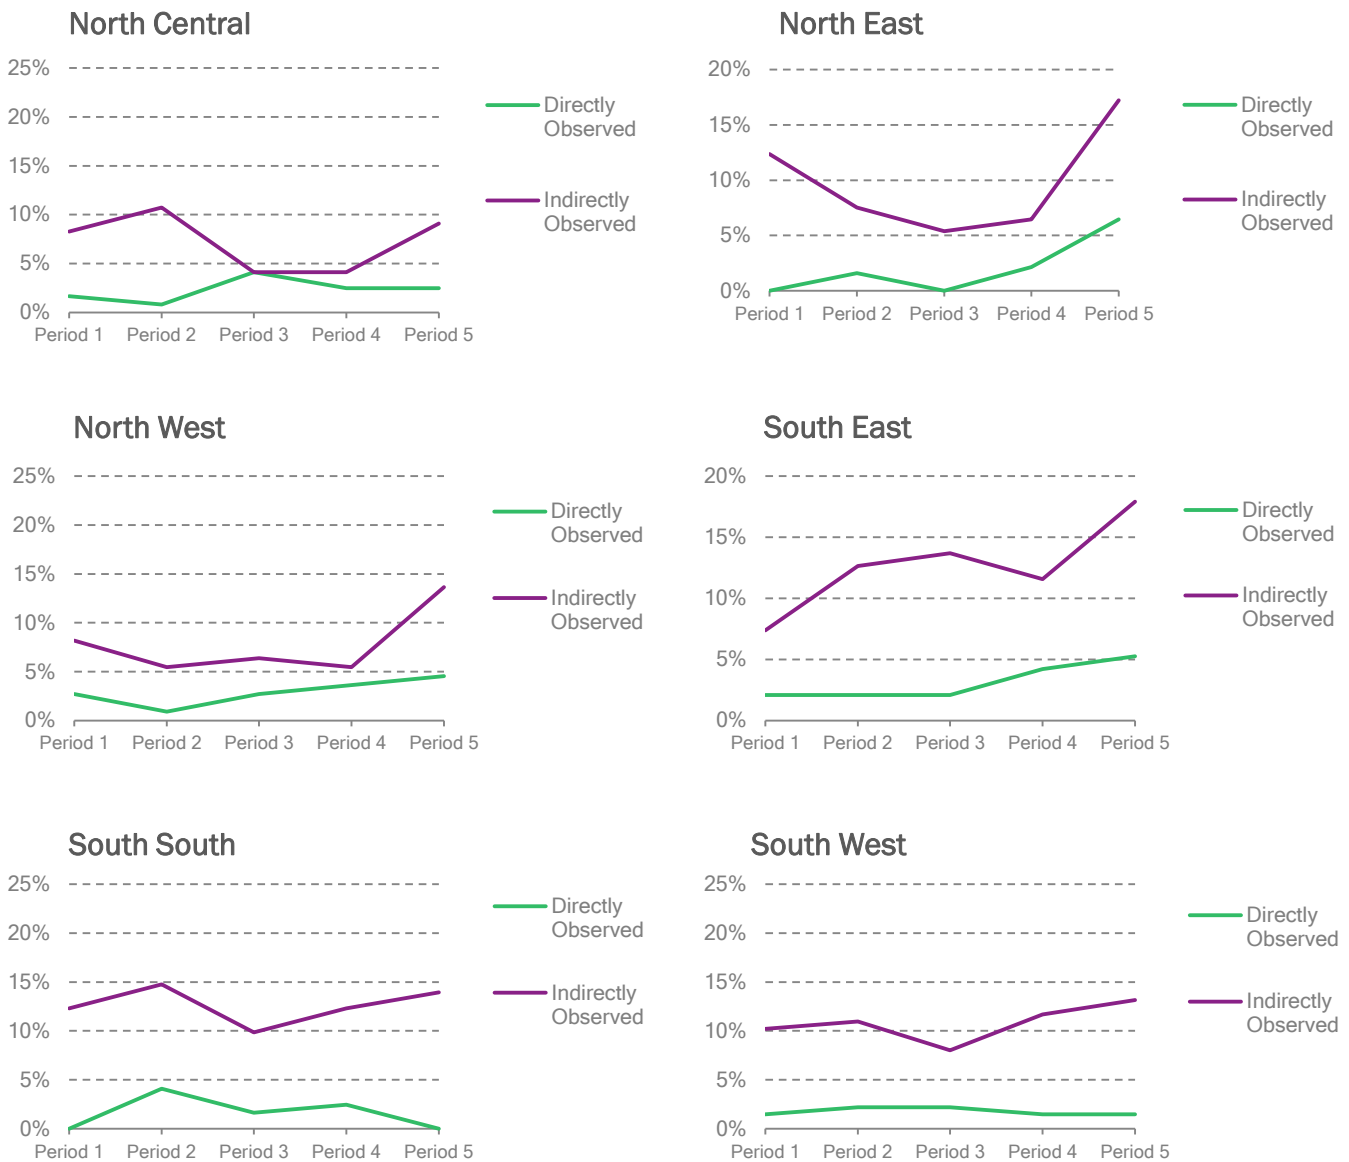 North Central
25%
20%
15%
10%
5%
0%
Period 1 Period 2 Period 3 Period 4 Period 5
Directly
Observed
Indirectly
Observed
North East
20%
15%
10%
5%
0%
Period 1 Period 2 Period 3 Period 4 Period 5
Directly
Observed
Indirectly
Observed
North West
25%
20%
15%
10%
5%
0%
Period 1 Period 2 Period 3 Period 4 Period 5
Directly
Observed
Indirectly
Observed
South East
20%
15%
10%
5%
0%
Period 1 Period 2 Period 3 Period 4 Period 5
Directly
Observed
Indirectly
Observed
South South
25%
20%
15%
10%
5%
0%
Period 1 Period 2 Period 3 Period 4 Period 5
Directly
Observed
Indirectly
Observed
South West
25%
20%
15%
10%
5%
0%
Period 1 Period 2 Period 3 Period 4 Period 5
Directly
Observed
Indirectly
Observed